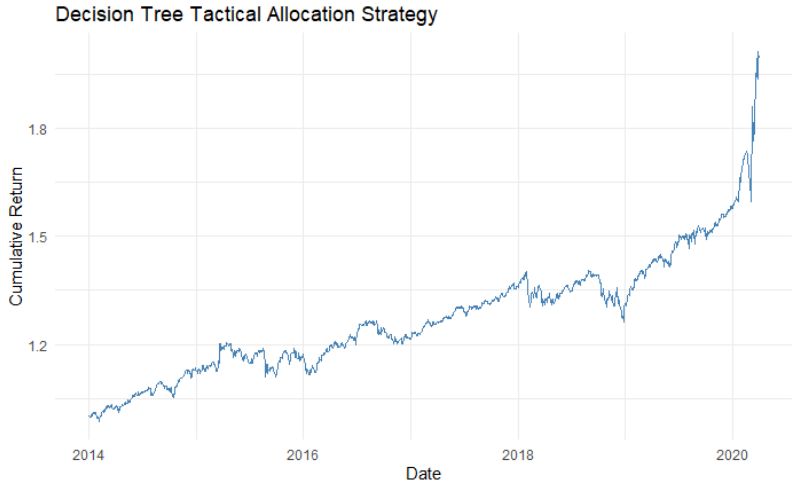 Decision Tree Tactical Allocation Strategy
Cumulative Return
1.8
1.5
1.2
2014 2016 2018 2020
Date